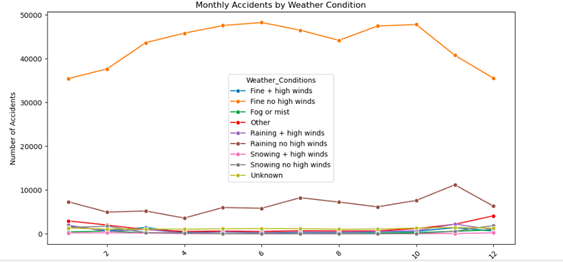 Monthly Accidents by Weather Condition
50000
40000
30000
20000
10000
0
Number of Accidents
Weather_Conditions
Fine + high winds
Fine no high winds
Fog or mist
Other
Raining + high winds
Raining no high winds
Snowing + high winds
Snowing no high winds
Unknown
2
4
6
8
10
12